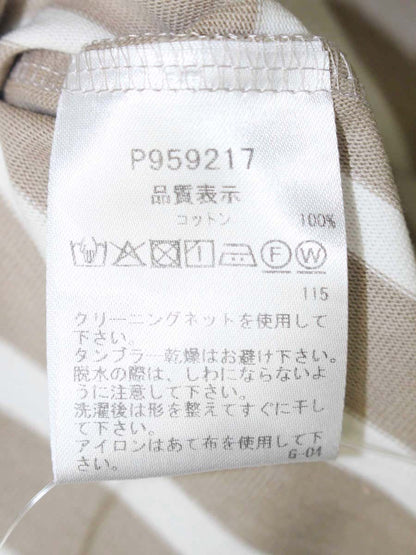 P959217
品質表示
コットン 100%
F W
115
クリーニングネットを使用して
下さい。
タンブラー乾燥はお避け下さい。
脱水の際は、しわにならないよ
うに注意して下さい。
洗濯後は形を整えてすぐに干し
て下さい。
アイロンはあて布を使用して下
さい。
G-04